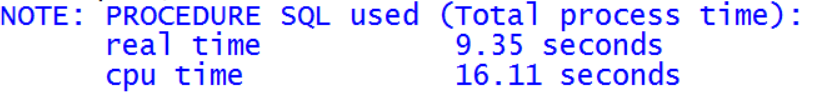 NOTE: PROCEDURE SQL used (Total process time):
real time 9.35 seconds
cpu time 16.11 seconds